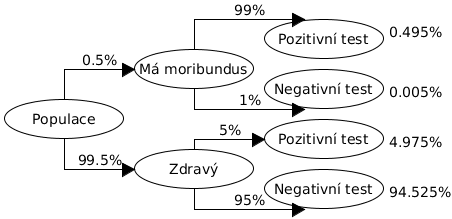 99%
Pozitivní test
0.495%
0.5%
Má moribundus
Negativní test
1%
0.005%
Populace
5%
Pozitivní test
4.975%
99.5%
Zdravý
Negativní test
95%
94.525%